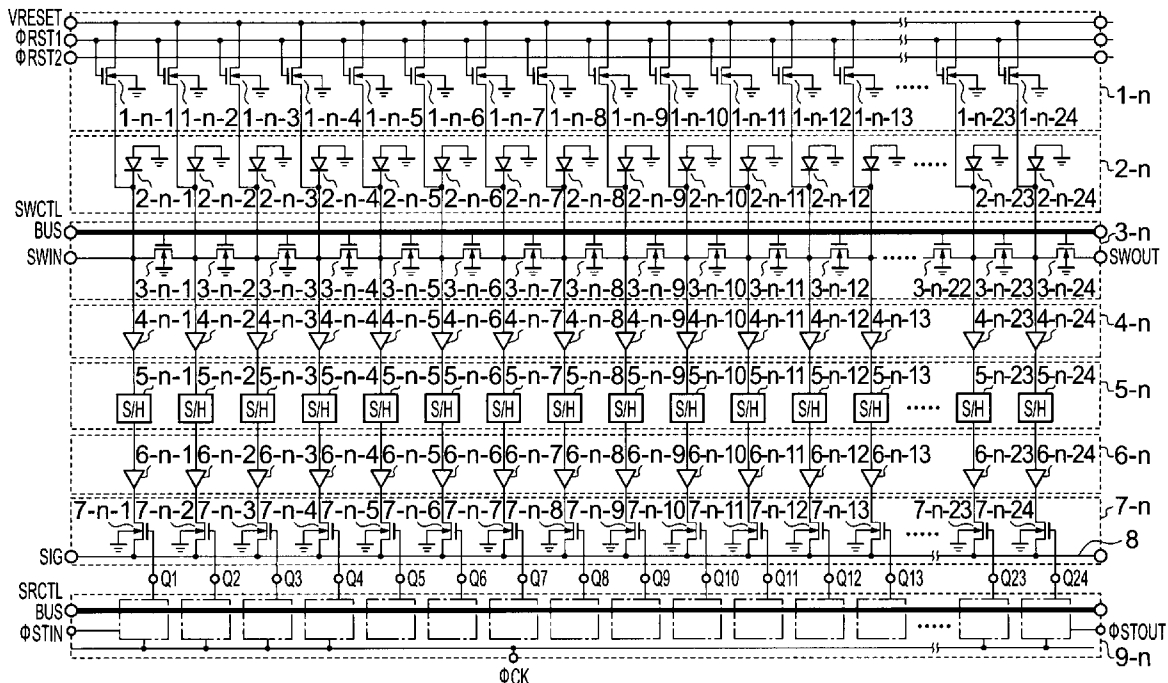 VRESET
ΦRST1
ΦRST2
1-n-1 1-n-2 1-n-3 1-n-4 1-n-5 1-n-6 1-n-7 1-n-8 1-n-9 1-n-10 1-n-11 1-n-12 1-n-13 1-n-23 1-n-24
1-n
2-n
2-n-1 2-n-2 2-n-3 2-n-4 2-n-5 2-n-6 2-n-7 2-n-8 2-n-9 2-n-10 2-n-11 2-n-12 2-n-23 2-n-24
SWCTL
BUS
3-n
SWIN
SWOUT
3-n-1 3-n-2 3-n-3 3-n-4 3-n-5 3-n-6 3-n-7 3-n-8 3-n-9 3-n-10 3-n-11 3-n-12 3-n-22 3-n-23 3-n-24
4-n-1 4-n-2 4-n-3 4-n-4 4-n-5 4-n-6 4-n-7 4-n-8 4-n-9 4-n-10 4-n-11 4-n-12 4-n-13 4-n-23 4-n-24
4-n
5-n-1 5-n-2 5-n-3 5-n-4 5-n-5 5-n-6 5-n-7 5-n-8 5-n-9 5-n-10 5-n-11 5-n-12 5-n-13 5-n-23 5-n-24
5-n
S/H S/H S/H S/H S/H S/H S/H S/H S/H S/H S/H S/H S/H S/H S/H
6-n-1 6-n-2 6-n-3 6-n-4 6-n-5 6-n-6 6-n-7 6-n-8 6-n-9 6-n-10 6-n-11 6-n-12 6-n-13 6-n-23 6-n-24
6-n
7-n-1 7-n-2 7-n-3 7-n-4 7-n-5 7-n-6 7-n-7 7-n-8 7-n-9 7-n-10 7-n-11 7-n-12 7-n-13 7-n-23 7-n-24
7-n
SIG
8
Q1 Q2 Q3 Q4 Q5 Q6 Q7 Q8 Q9 Q10 Q11 Q12 Q13 Q23 Q24
SRCTL
BUS
ΦSTIN
ΦSTOUT
9-n
ΦCK